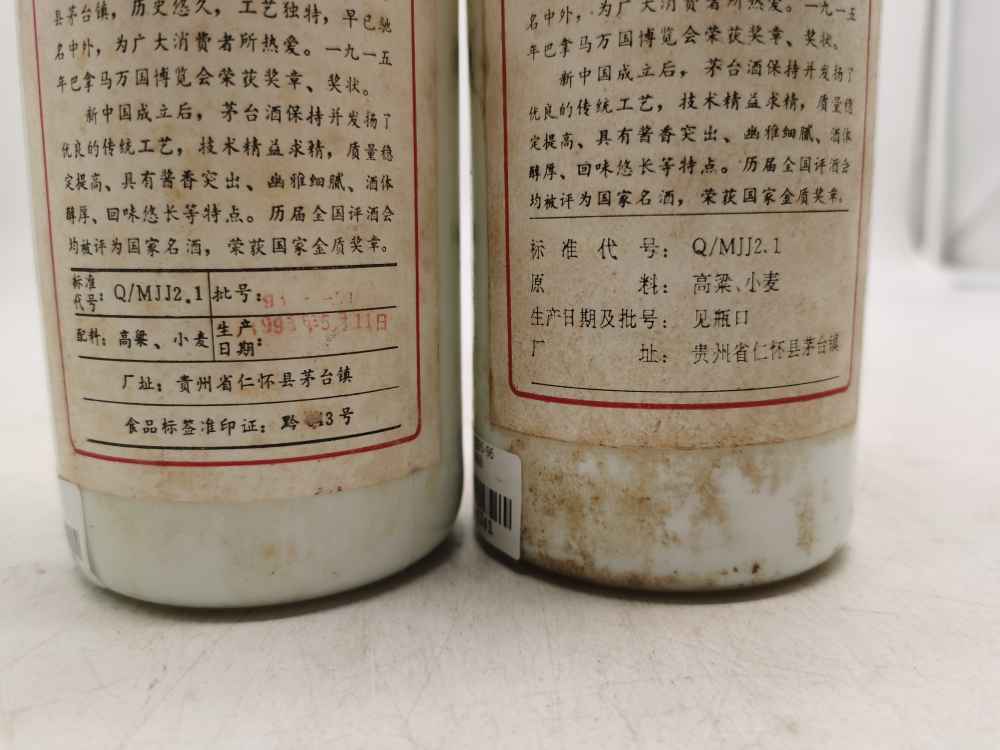 县茅台镇，历史悠久，工艺独特，早已驰
名中外，为广大消费者所热爱。一九一五
年巴拿马万国博览会荣获奖章、奖状。
新中国成立后，茅台酒保持并发扬了
优良的传统工艺，技术精益求精，质量稳
定提高、具有酱香突出、幽雅细腻、酒体
醇厚、回味悠长等特点。历届全国评酒会
均被评为国家名酒，荣获国家金质奖章。
标准代号：Q/MJJ2.1 批号：
配料：高粱、小麦 生产日期：1993年5月11日
厂址：贵州省仁怀县茅台镇
食品标签准印证：黔 13号
名中外，为广大消费者所热爱。一九一五
年巴拿马万国博览会荣获奖章、奖状。
新中国成立后，茅台酒保持并发扬了
优良的传统工艺，技术精益求精，质量稳
定提高、具有酱香突出、幽雅细腻、酒体
醇厚、回味悠长等特点。历届全国评酒会
均被评为国家名酒，荣获国家金质奖章。
标准代号：Q/MJJ2.1
原料：高粱、小麦
生产日期及批号：见瓶口
厂址：贵州省仁怀县茅台镇